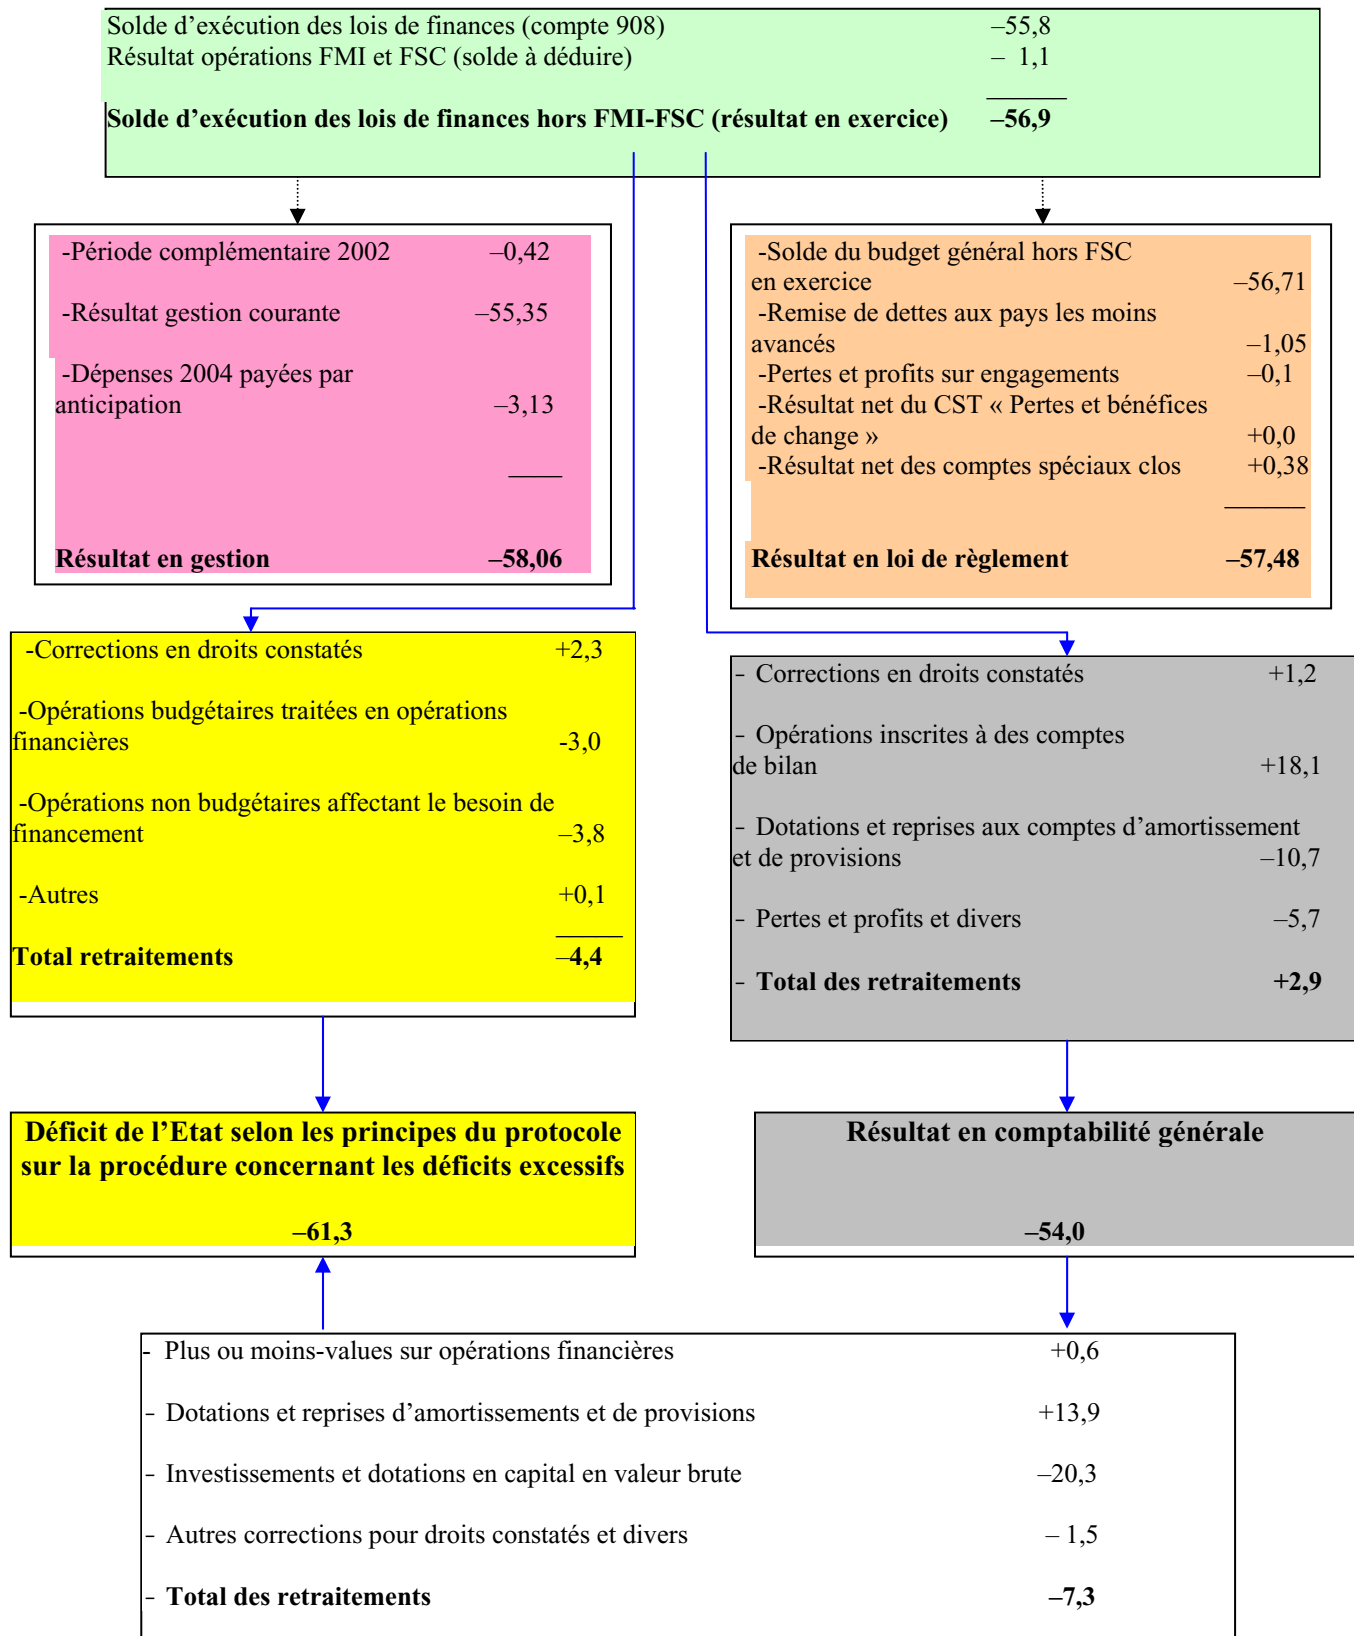 Solde d’exécution des lois de finances (compte 908) –55,8
Résultat opérations FMI et FSC (solde à déduire) – 1,1
Solde d’exécution des lois de finances hors FMI-FSC (résultat en exercice) –56,9
-Période complémentaire 2002 –0,42
-Résultat gestion courante –55,35
-Dépenses 2004 payées par
anticipation –3,13
Résultat en gestion –58,06
-Solde du budget général hors FSC
en exercice –56,71
-Remise de dettes aux pays les moins
avancés –1,05
-Pertes et profits sur engagements –0,1
-Résultat net du CST « Pertes et bénéfices
de change » +0,0
-Résultat net des comptes spéciaux clos +0,38
Résultat en loi de règlement –57,48
-Corrections en droits constatés +2,3
-Opérations budgétaires traitées en opérations
financières -3,0
-Opérations non budgétaires affectant le besoin de
financement –3,8
-Autres +0,1
Total retraitements –4,4
- Corrections en droits constatés +1,2
- Opérations inscrites à des comptes
de bilan +18,1
- Dotations et reprises aux comptes d’amortissement
et de provisions –10,7
- Pertes et profits et divers –5,7
- Total des retraitements +2,9
Déficit de l’Etat selon les principes du protocole
sur la procédure concernant les déficits excessifs
–61,3
Résultat en comptabilité générale
–54,0
- Plus ou moins-values sur opérations financières +0,6
- Dotations et reprises d’amortissements et de provisions +13,9
- Investissements et dotations en capital en valeur brute –20,3
- Autres corrections pour droits constatés et divers – 1,5
- Total des retraitements –7,3